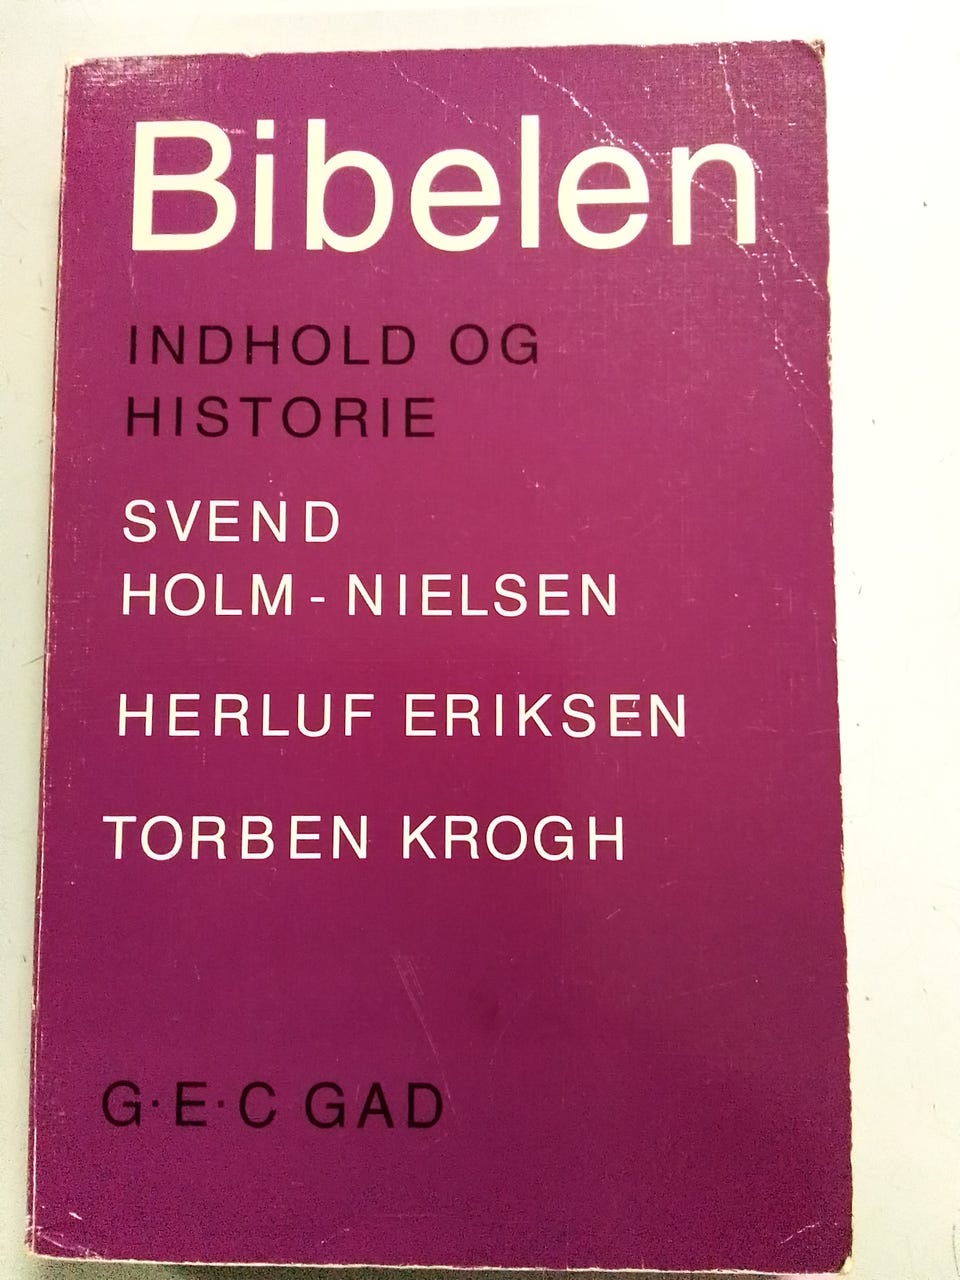 Bibelen
INDHOLD OG
HISTORIE
SVEND
HOLM-NIELSEN
HERLUF ERIKSEN
TORBEN KROGH
G·E·C GAD